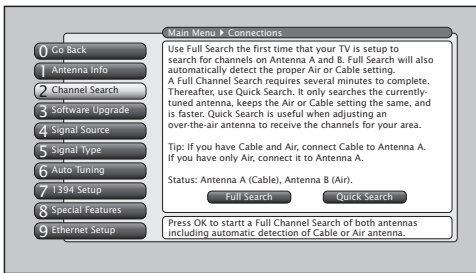 Main Menu ▸ Connections
0 Go Back
1 Antenna Info
2 Channel Search
3 Software Upgrade
4 Signal Source
5 Signal Type
6 Auto Tuning
7 1394 Setup
8 Special Features
9 Ethernet Setup
Use Full Search the first time that your TV is setup to
search for channels on Antenna A and B. Full Search will also
automatically detect the proper Air or Cable setting.
A Full Channel Search requires several minutes to complete.
Thereafter, use Quick Search. It only searches the currently-
tuned antenna, keeps the Air or Cable setting the same, and
is faster. Quick Search is useful when adjusting an
over-the-air antenna to receive the channels for your area.
Tip: If you have Cable and Air, connect Cable to Antenna A.
If you have only Air, connect it to Antenna A.
Status: Antenna A (Cable), Antenna B (Air).
Full Search Quick Search
Press OK to startt a Full Channel Search of both antennas
including automatic detection of Cable or Air antenna.